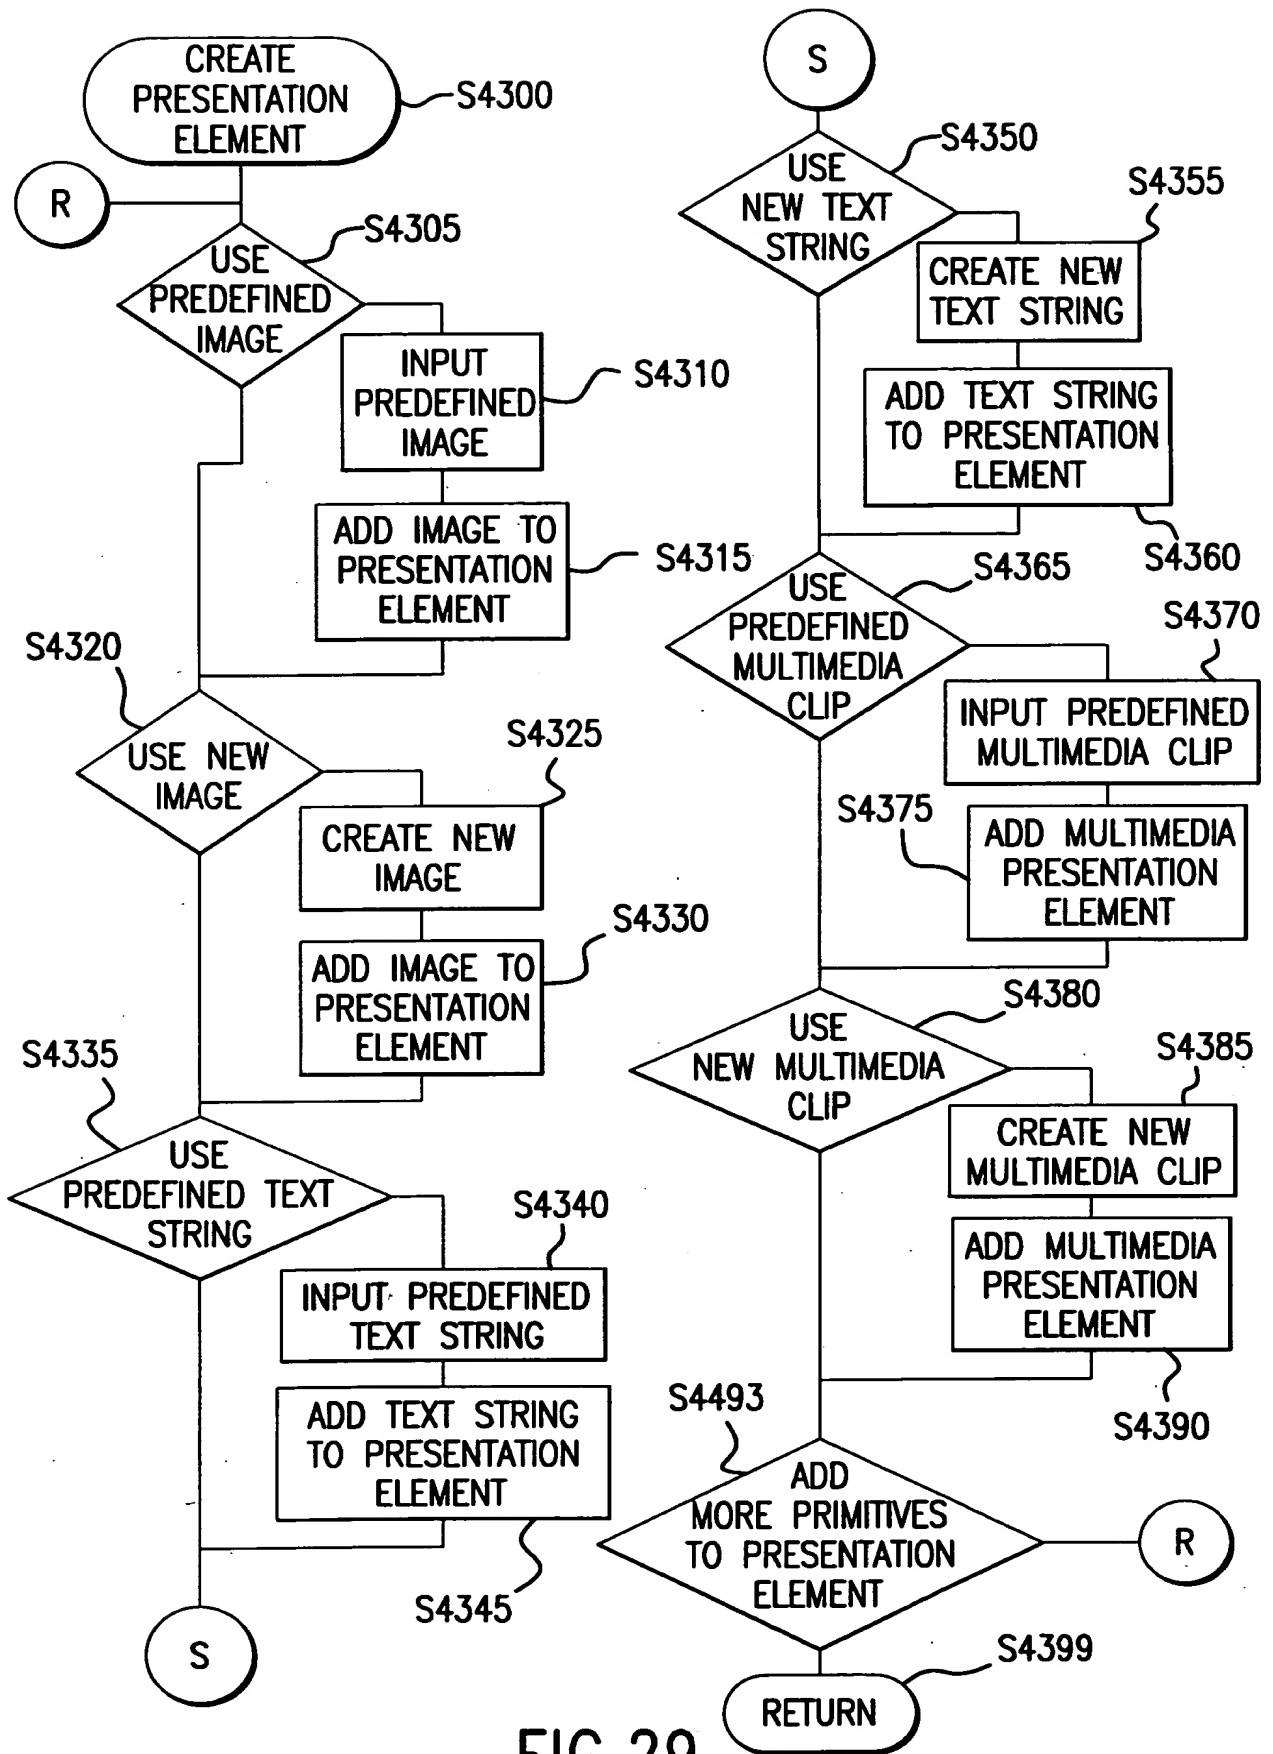 CREATE
PRESENTATION
ELEMENT
S4300
R
S4305
USE
PREDEFINED
IMAGE
INPUT
PREDEFINED
IMAGE
S4310
ADD IMAGE TO
PRESENTATION
ELEMENT
S4315
S4320
USE NEW
IMAGE
S4325
CREATE NEW
IMAGE
S4330
ADD IMAGE TO
PRESENTATION
ELEMENT
S4335
USE
PREDEFINED TEXT
STRING
S4340
INPUT PREDEFINED
TEXT STRING
ADD TEXT STRING
TO PRESENTATION
ELEMENT
S4345
S
S
S4350
USE
NEW TEXT
STRING
S4355
CREATE NEW
TEXT STRING
ADD TEXT STRING
TO PRESENTATION
ELEMENT
S4360
S4365
USE
PREDEFINED
MULTIMEDIA
CLIP
S4370
INPUT PREDEFINED
MULTIMEDIA CLIP
S4375
ADD MULTIMEDIA
PRESENTATION
ELEMENT
S4380
USE
NEW MULTIMEDIA
CLIP
S4385
CREATE NEW
MULTIMEDIA CLIP
ADD MULTIMEDIA
PRESENTATION
ELEMENT
S4390
S4493
ADD
MORE PRIMITIVES
TO PRESENTATION
ELEMENT
R
S4399
RETURN
FIG. 29